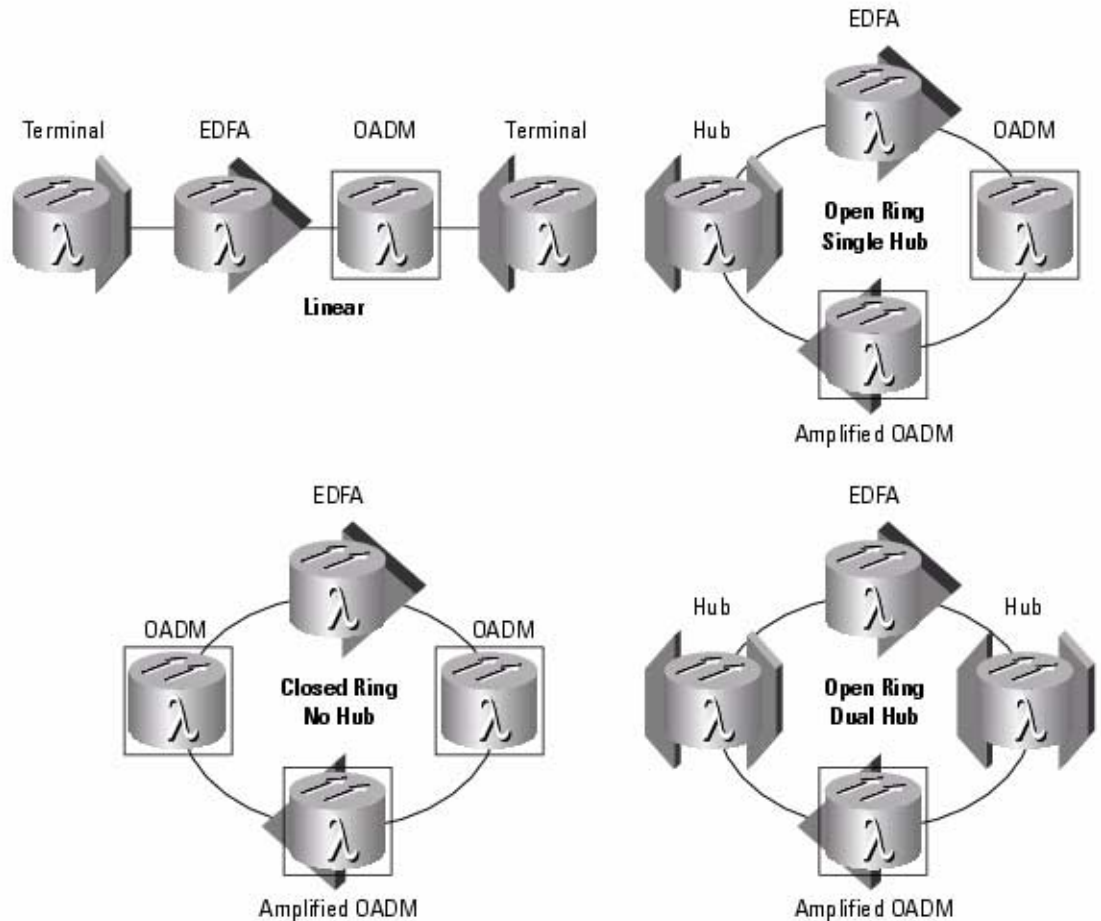 Terminal
EDFA
OADM
Terminal
λ
λ
λ
λ
Linear
EDFA
λ
Hub
OADM
λ
λ
Open Ring
Single Hub
λ
Amplified OADM
EDFA
λ
OADM
OADM
λ
λ
Closed Ring
No Hub
λ
Amplified OADM
EDFA
λ
Hub
Hub
λ
λ
Open Ring
Dual Hub
λ
Amplified OADM